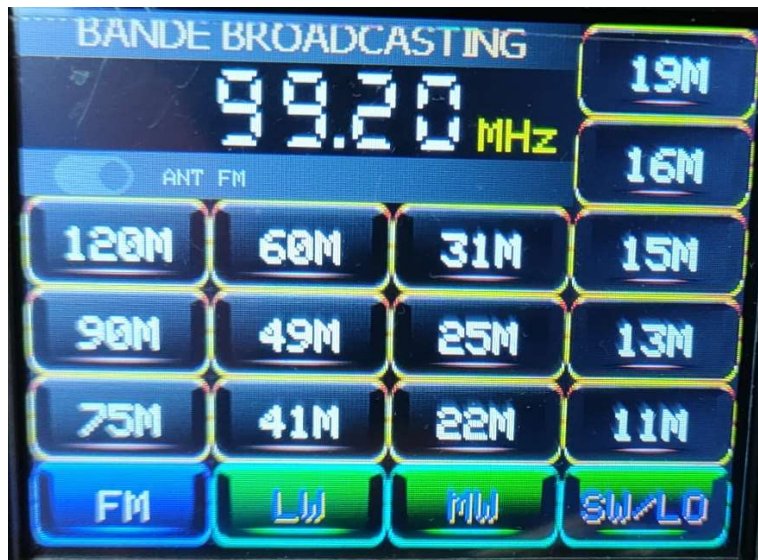 BANDE BROADCASTING
99.20 MHz
ANT FM
19M
16M
120M 60M 31M 15M
90M 49M 25M 13M
75M 41M 22M 11M
FM LW MW SW/LO